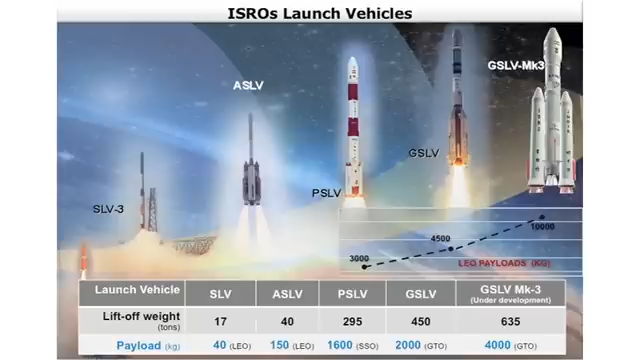 ISROs Launch Vehicles
GSLV-Mk3
ASLV
GSLV
PSLV
SLV-3
10000
4500
3000
LEO PAYLOADS (KG)
Launch Vehicle SLV ASLV PSLV GSLV GSLV Mk-3 (Under development)
Lift-off weight (tons) 17 40 295 450 635
Payload (kg) 40 (LEO) 150 (LEO) 1600 (SSO) 2000 (GTO) 4000 (GTO)